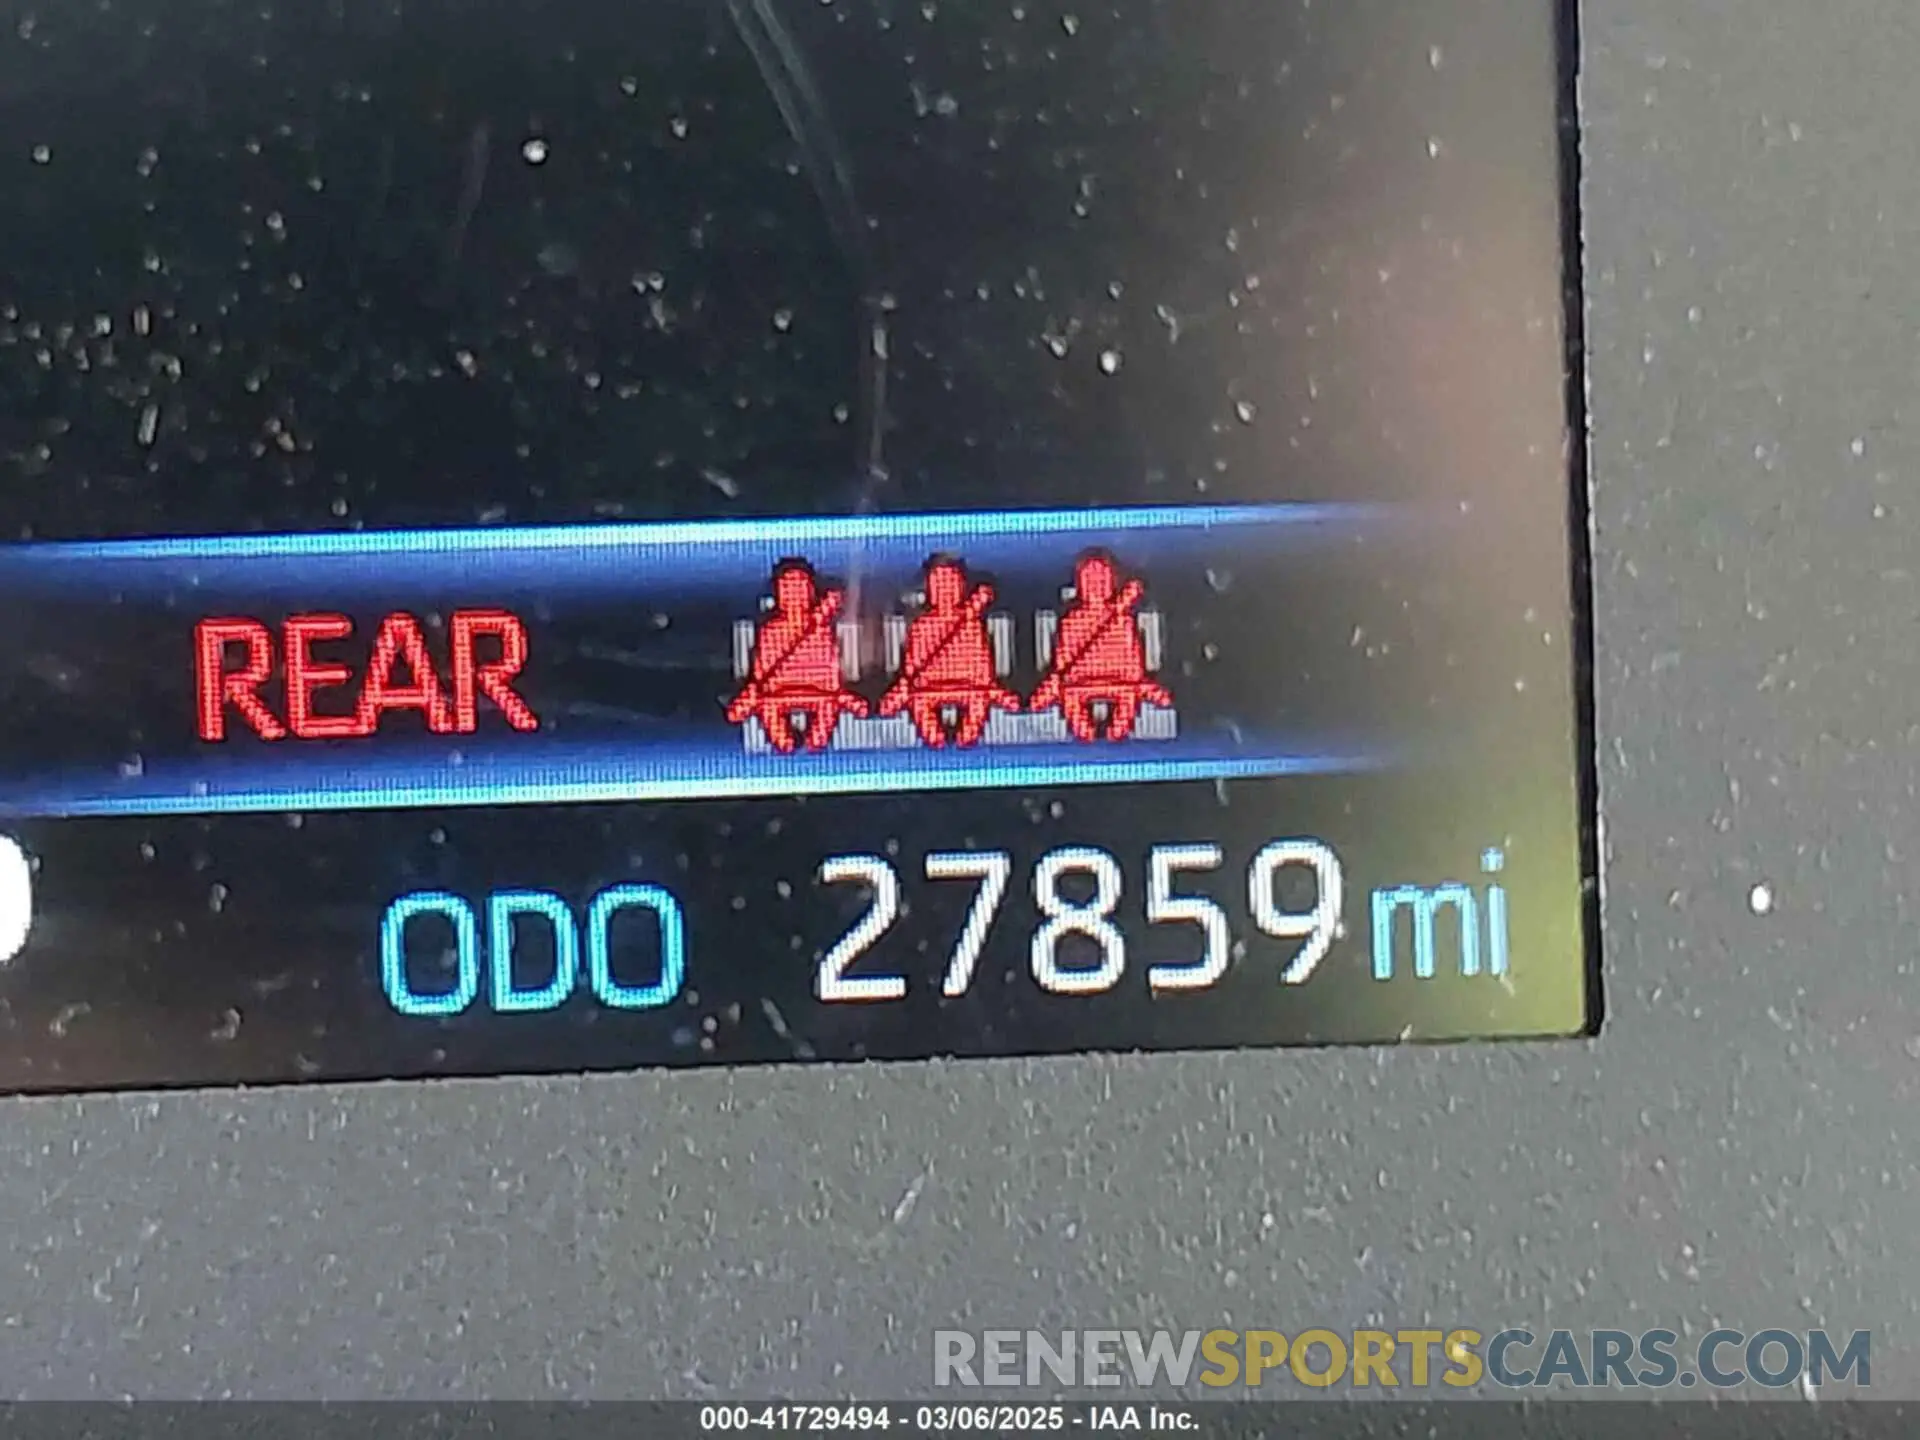 REAR
ODO 27859 mi
RENEWSPORTSCARS.COM
000-41729494 - 03/06/2025 - IAA Inc.